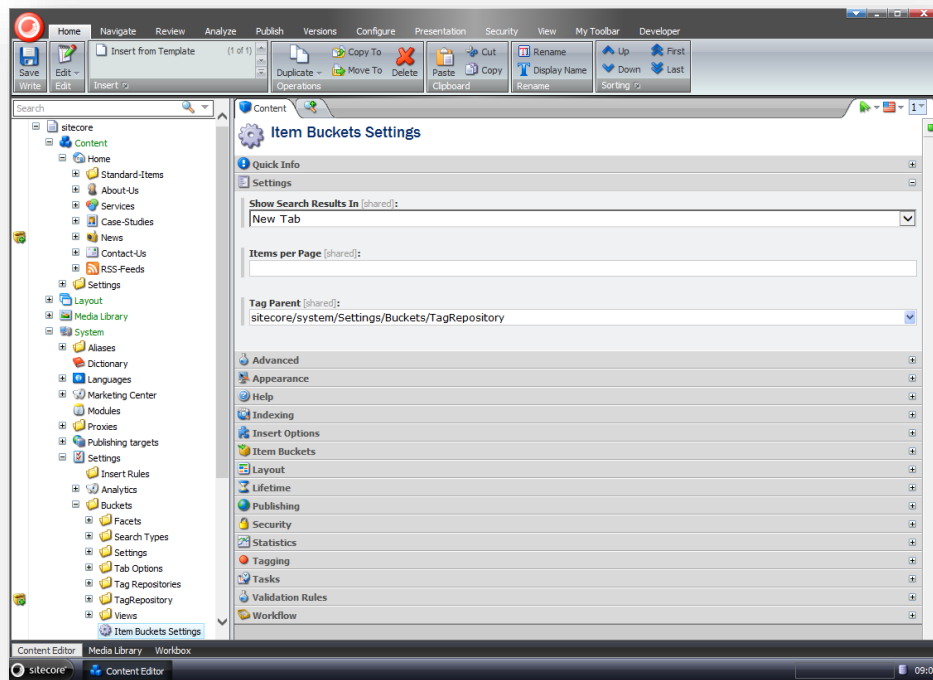 Home Navigate Review Analyze Publish Versions Configure Presentation Security View My Toolbar Developer
Save
Write
Edit
Edit
Insert from Template (1 of 1)
Insert
Duplicate
Copy To
Move To
Delete
Operations
Paste
Cut
Copy
Clipboard
Rename
Display Name
Rename
Up
Down
First
Last
Sorting
Search
sitecore
Content
Home
Standard-Items
About-Us
Services
Case-Studies
News
Contact-Us
RSS-Feeds
Settings
Layout
Media Library
System
Aliases
Dictionary
Languages
Marketing Center
Modules
Proxies
Publishing targets
Settings
Insert Rules
Analytics
Buckets
Facets
Search Types
Settings
Tab Options
Tag Repositories
TagRepository
Views
Item Buckets Settings
Content
1
Item Buckets Settings
Quick Info
Settings
Show Search Results In [shared]:
New Tab
Items per Page [shared]:
Tag Parent [shared]:
sitecore/system/Settings/Buckets/TagRepository
Advanced
Appearance
Help
Indexing
Insert Options
Item Buckets
Layout
Lifetime
Publishing
Security
Statistics
Tagging
Tasks
Validation Rules
Workflow
Content Editor Media Library Workbox
sitecore Content Editor 09:0